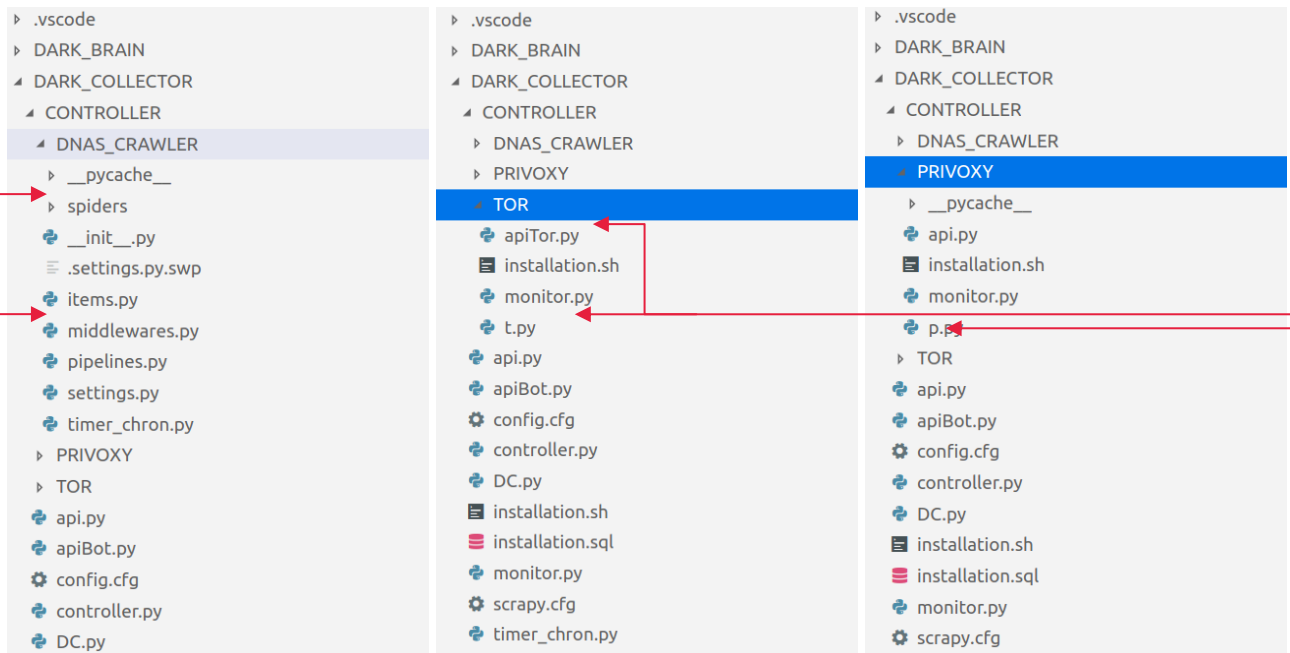 .vscode
DARK_BRAIN
DARK_COLLECTOR
CONTROLLER
DNAS_CRAWLER
__pycache__
spiders
__init__.py
.settings.py.swp
items.py
middlewares.py
pipelines.py
settings.py
timer_chron.py
PRIVOXY
TOR
api.py
apiBot.py
config.cfg
controller.py
DC.py
.vscode
DARK_BRAIN
DARK_COLLECTOR
CONTROLLER
DNAS_CRAWLER
PRIVOXY
TOR
apiTor.py
installation.sh
monitor.py
t.py
api.py
apiBot.py
config.cfg
controller.py
DC.py
installation.sh
installation.sql
monitor.py
scrapy.cfg
timer_chron.py
.vscode
DARK_BRAIN
DARK_COLLECTOR
CONTROLLER
DNAS_CRAWLER
PRIVOXY
__pycache__
api.py
installation.sh
monitor.py
p.py
TOR
api.py
apiBot.py
config.cfg
controller.py
DC.py
installation.sh
installation.sql
monitor.py
scrapy.cfg